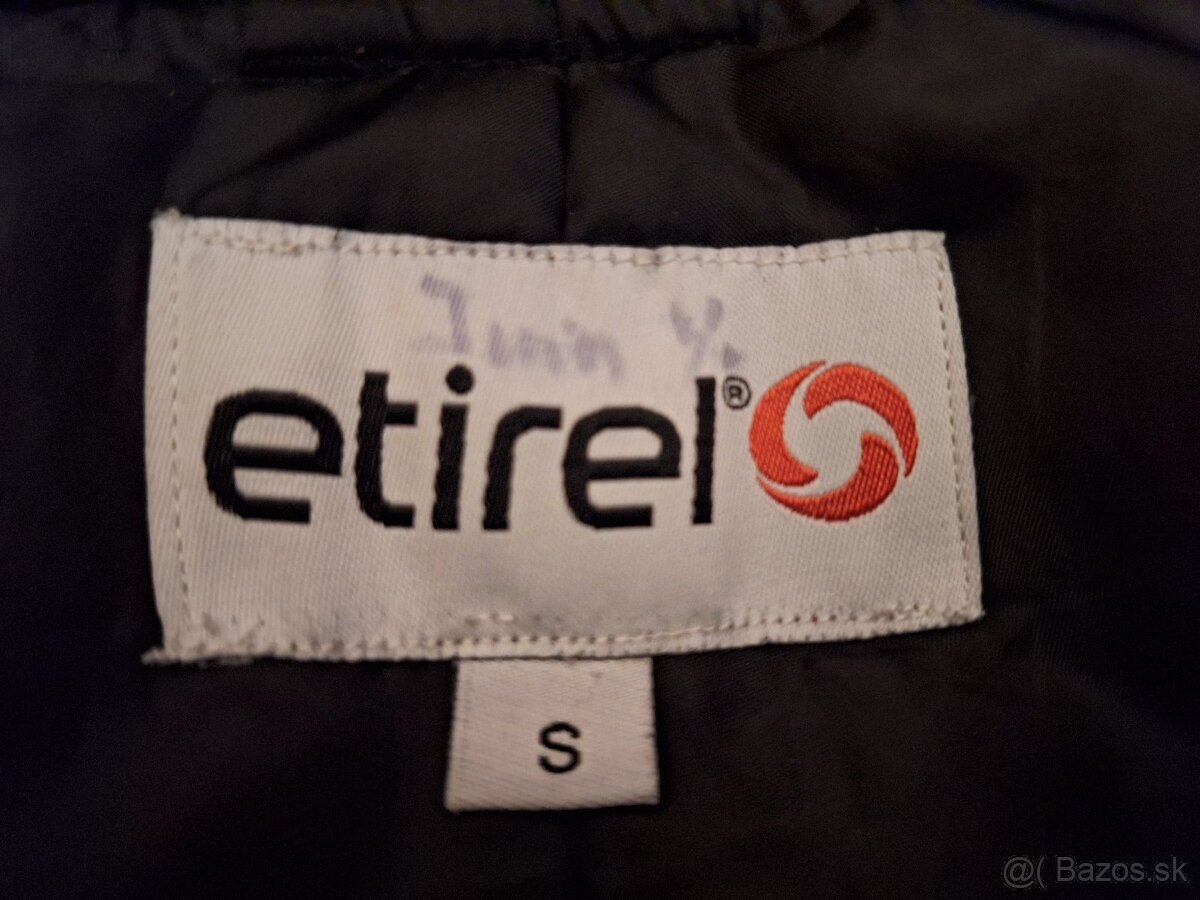 etirel®
S
@( Bazos.sk